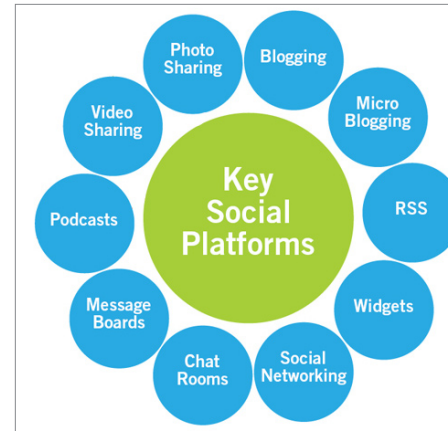 Key
Social
Platforms
Blogging
Micro
Blogging
RSS
Widgets
Social
Networking
Chat
Rooms
Message
Boards
Podcasts
Video
Sharing
Photo
Sharing